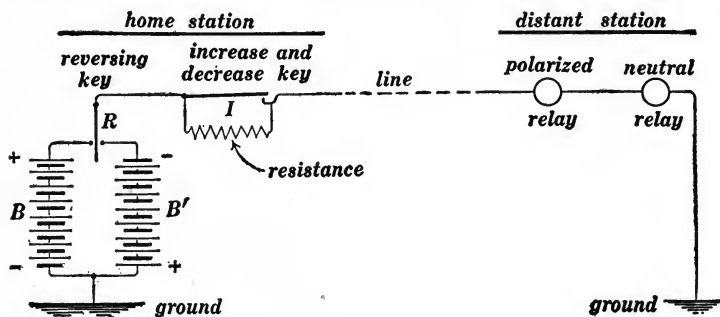 home station
distant station
reversing
key
increase and
decrease key
line
polarized
relay
neutral
relay
R
I
resistance
+
-
B
B′
-
+
ground
ground